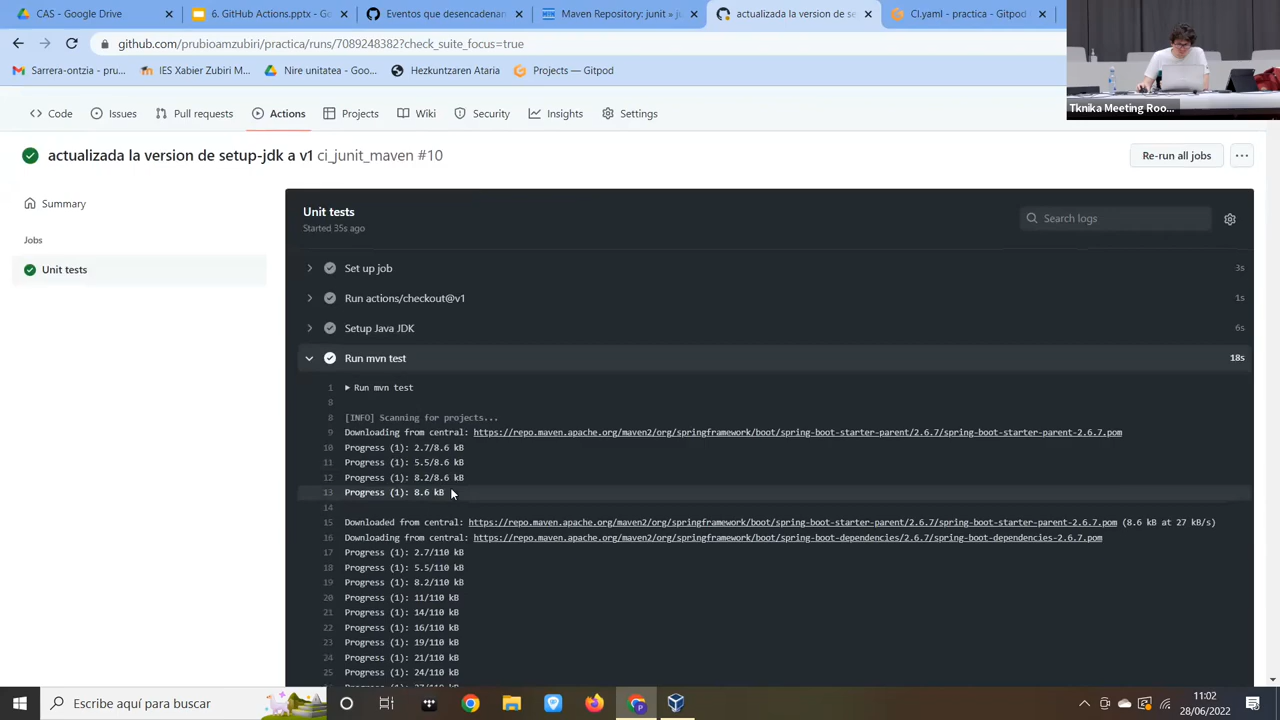 Eventos que desencadenan
Maven Repository: junit » ju
actualizada la version de se
CI.yaml - practica - Gitpod
github.com/prubioamzubiri/practica/runs/7089248382?check_suite_focus=true
Sarrera-ontzia - pru...
IES Xabier Zubiri M...
Nire unitatea - Goo...
Hezkuntzaren Ataria
Projects — Gitpod
Tknika Meeting Roo...
Code
Issues
Pull requests
Actions
Projects
Wiki
Security
Insights
Settings
actualizada la version de setup-jdk a v1 ci_junit_maven #10
Re-run all jobs
Summary
Jobs
Unit tests
Unit tests
Started 35s ago
Search logs
Set up job 3s
Run actions/checkout@v1 1s
Setup Java JDK 6s
Run mvn test 18s
1 Run mvn test
8
8 [INFO] Scanning for projects...
9 Downloading from central: https://repo.maven.apache.org/maven2/org/springframework/boot/spring-boot-starter-parent/2.6.7/spring-boot-starter-parent-2.6.7.pom
10 Progress (1): 2.7/8.6 kB
11 Progress (1): 5.5/8.6 kB
12 Progress (1): 8.2/8.6 kB
13 Progress (1): 8.6 kB
14
15 Downloaded from central: https://repo.maven.apache.org/maven2/org/springframework/boot/spring-boot-starter-parent/2.6.7/spring-boot-starter-parent-2.6.7.pom (8.6 kB at 27 kB/s)
16 Downloading from central: https://repo.maven.apache.org/maven2/org/springframework/boot/spring-boot-dependencies/2.6.7/spring-boot-dependencies-2.6.7.pom
17 Progress (1): 2.7/110 kB
18 Progress (1): 5.5/110 kB
19 Progress (1): 8.2/110 kB
20 Progress (1): 11/110 kB
21 Progress (1): 14/110 kB
22 Progress (1): 16/110 kB
23 Progress (1): 19/110 kB
24 Progress (1): 21/110 kB
25 Progress (1): 24/110 kB
Escribe aquí para buscar
11:02
28/06/2022